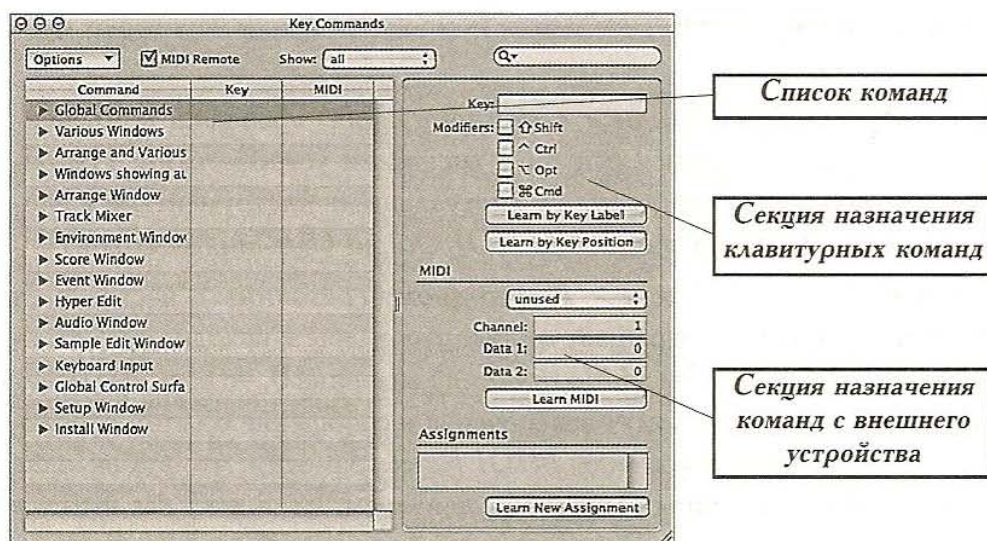 Key Commands
Options
MIDI Remote
Show: all
Command Key MIDI
Global Commands
Various Windows
Arrange and Various
Windows showing au
Arrange Window
Track Mixer
Environment Window
Score Window
Event Window
Hyper Edit
Audio Window
Sample Edit Window
Keyboard Input
Global Control Surfa
Setup Window
Install Window
Key:
Modifiers: ⇧ Shift
^ Ctrl
⌥ Opt
⌘ Cmd
Learn by Key Label
Learn by Key Position
MIDI
unused
Channel: 1
Data 1: 0
Data 2: 0
Learn MIDI
Assignments
Learn New Assignment
Список команд
Секция назначения
клавитурных команд
Секция назначения
команд с внешнего
устройства